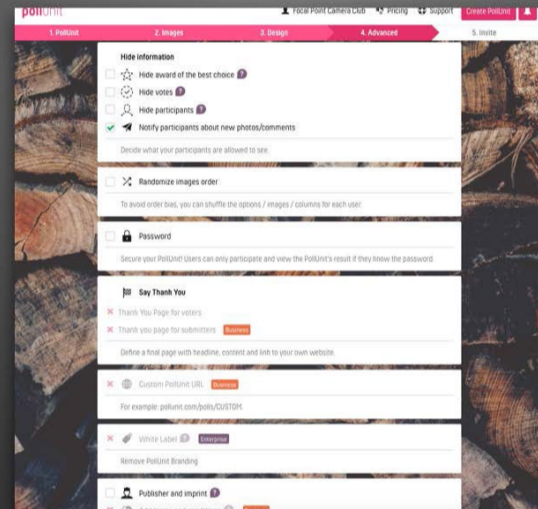 pollunit
Focal Point Camera Club Pricing Support Create PollUnit
1. PollUnit 2. Images 3. Design 4. Advanced 5. Invite
Hide information
Hide award of the best choice ?
Hide votes ?
Hide participants ?
Notify participants about new photos/comments
Decide what your participants are allowed to see.
Randomize images order
To avoid order bias, you can shuffle the options / images / columns for each user.
Password
Secure your PollUnit! Users can only participate and view the PollUnit's result if they know the password.
Say Thank You
Thank You Page for voters
Thank you page for submitters Business
Define a final page with headline, content and link to your own website.
Custom PollUnit URL Business
For example: pollunit.com/polls/CUSTOM.
White Label ? Enterprise
Remove PollUnit Branding
Publisher and imprint ?